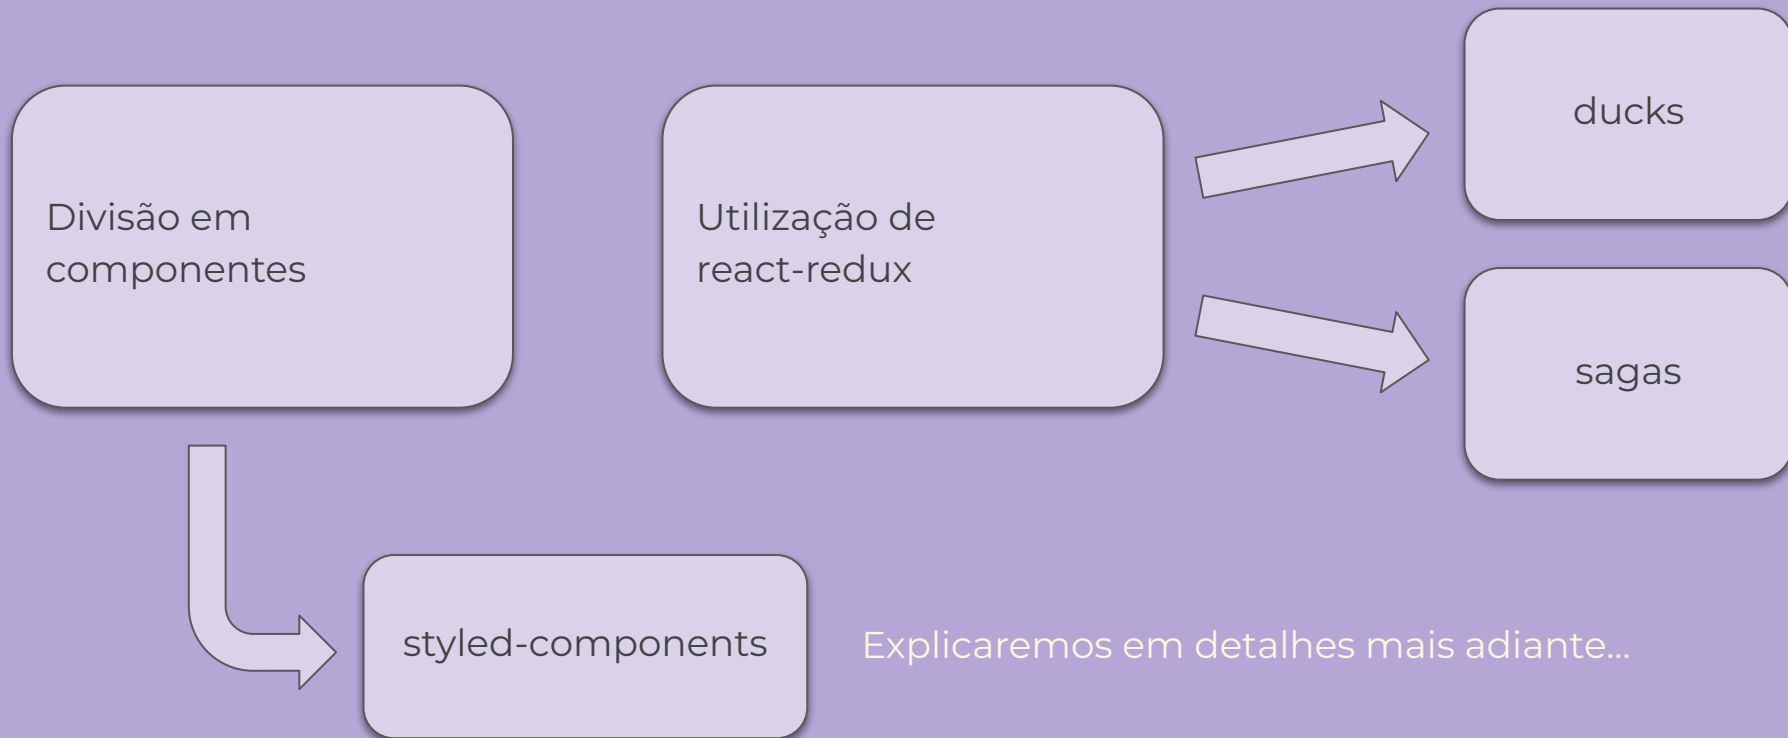 Divisão em
componentes
Utilização de
react-redux
ducks
sagas
styled-components
Explicaremos em detalhes mais adiante...